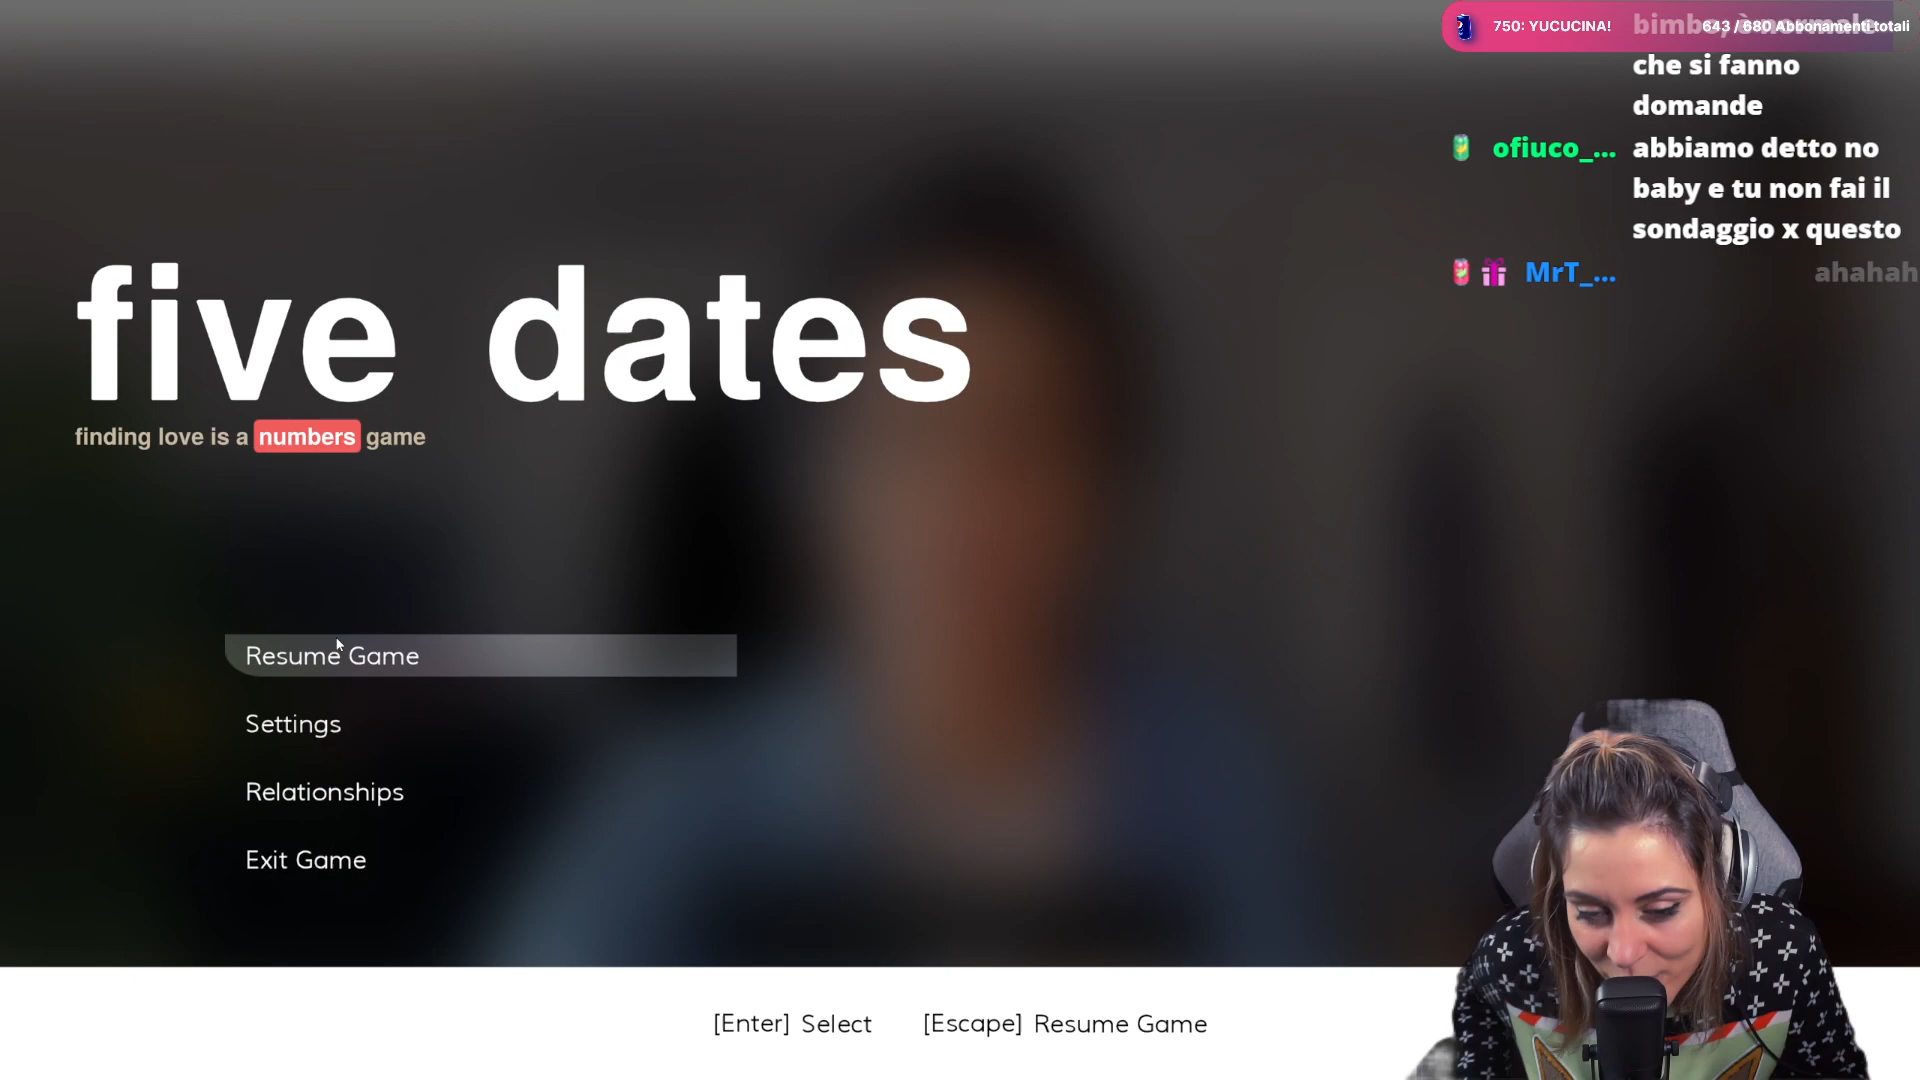 750: YUCUCINA!
643 / 680 Abbonamenti totali
che si fanno
domande
ofiuco_... abbiamo detto no
baby e tu non fai il
sondaggio x questo
MrT_... ahahah
five dates
finding love is a numbers game
Resume Game
Settings
Relationships
Exit Game
[Enter] Select [Escape] Resume Game